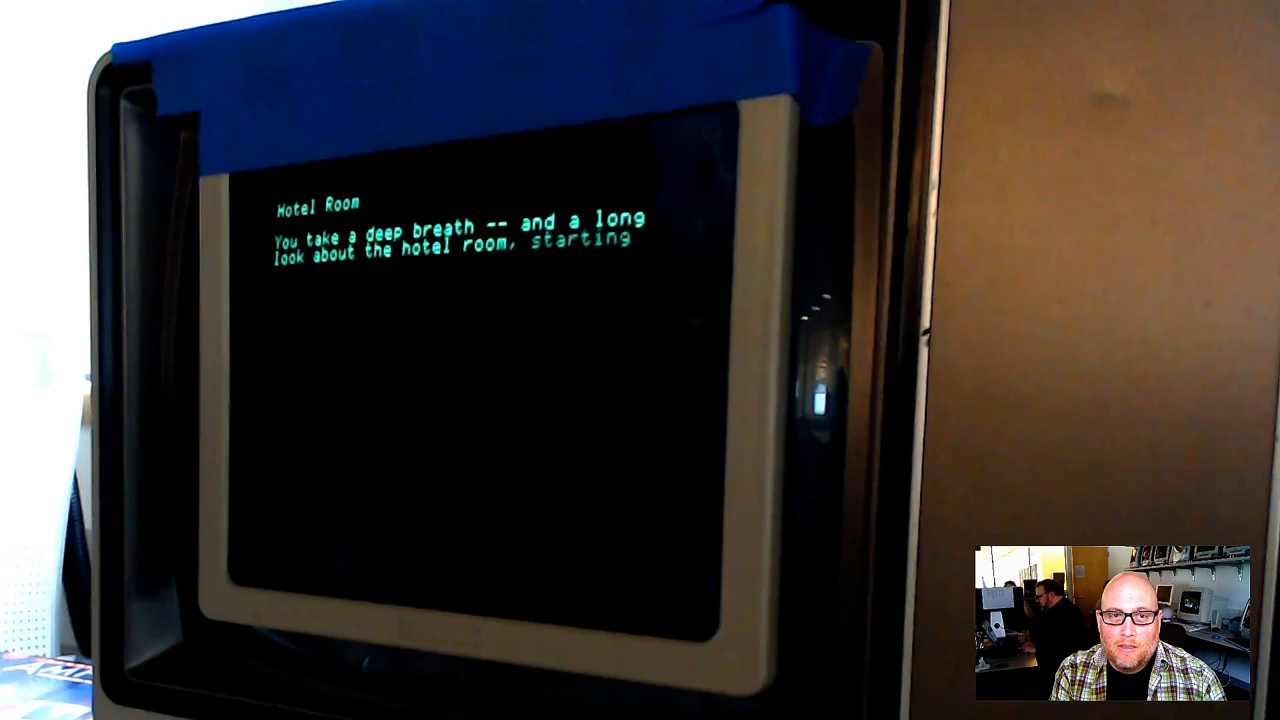 Hotel Room
You take a deep breath -- and a long
look about the hotel room, starting